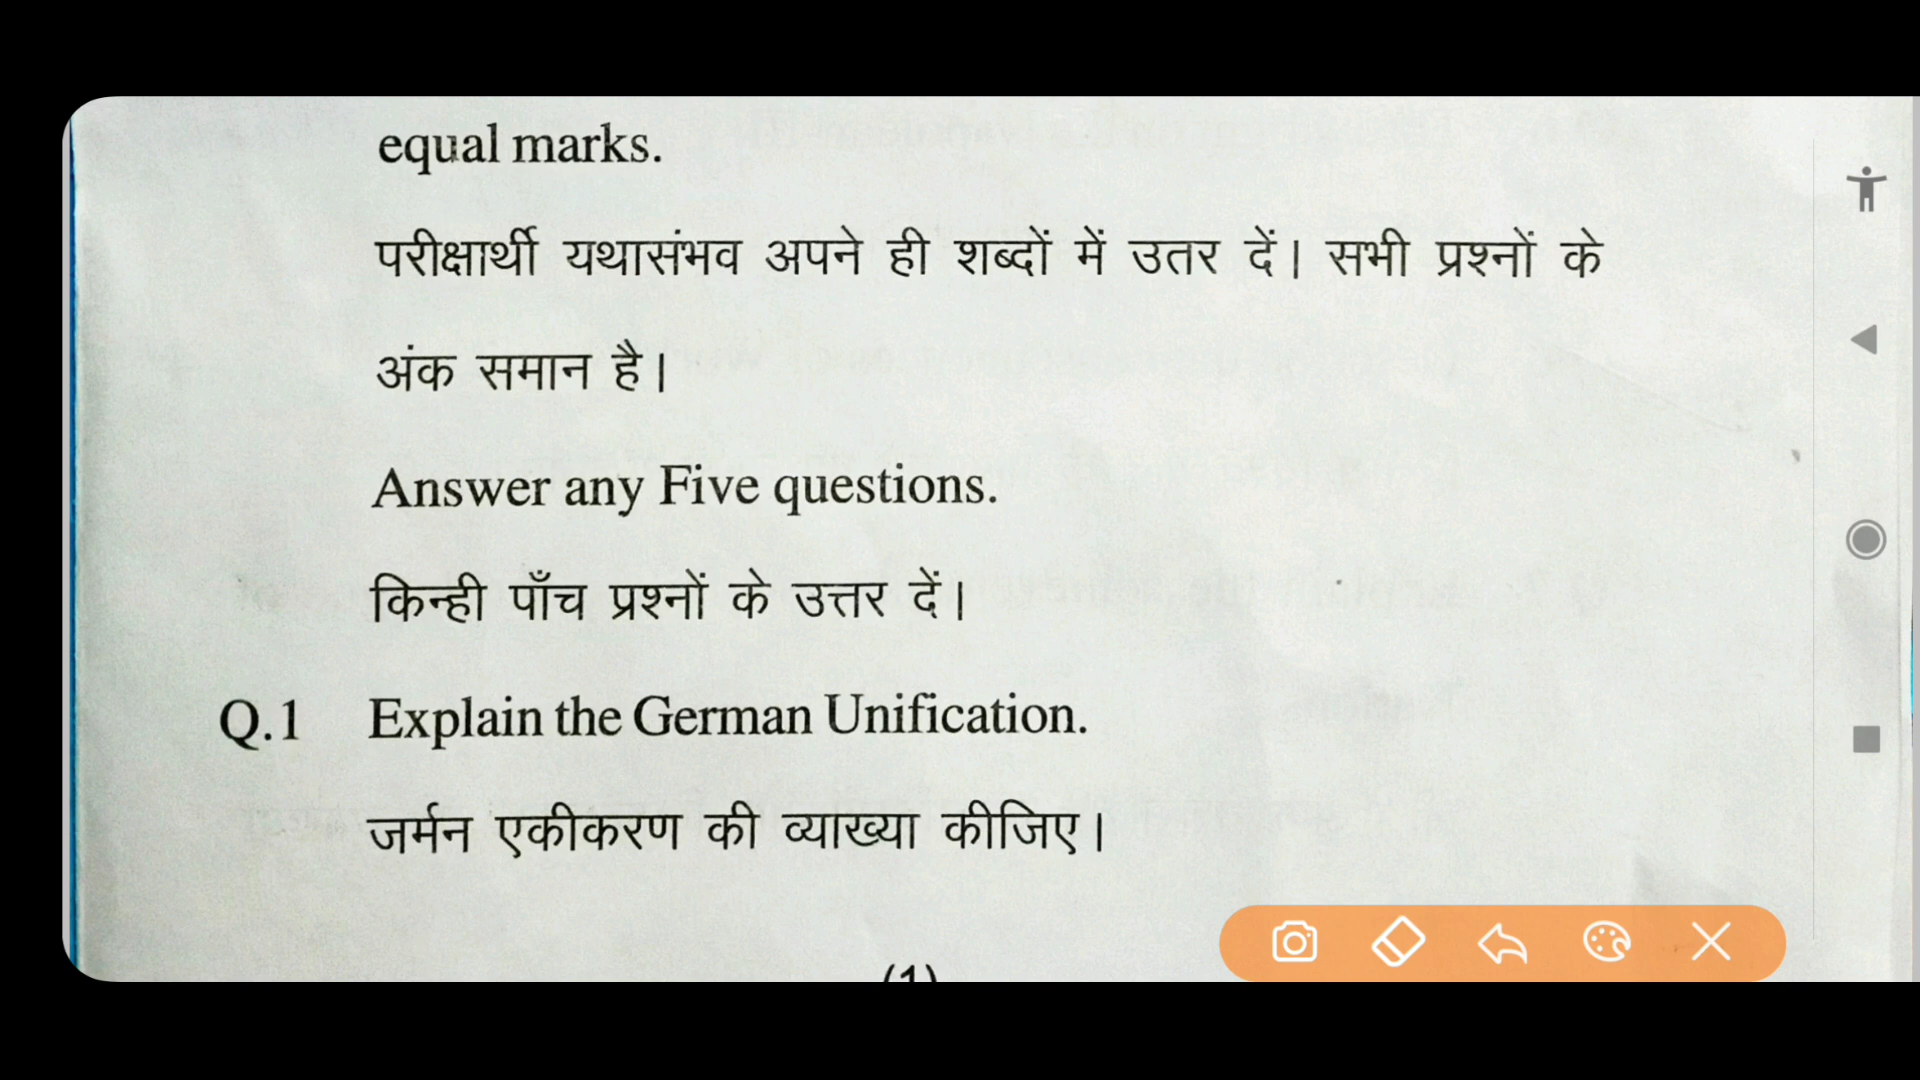 equal marks.
परीक्षार्थी यथासंभव अपने ही शब्दों में उतर दें। सभी प्रश्नों के
अंक समान है।
Answer any Five questions.
किन्ही पाँच प्रश्नों के उत्तर दें।
Q.1 Explain the German Unification.
जर्मन एकीकरण की व्याख्या कीजिए।
(1)